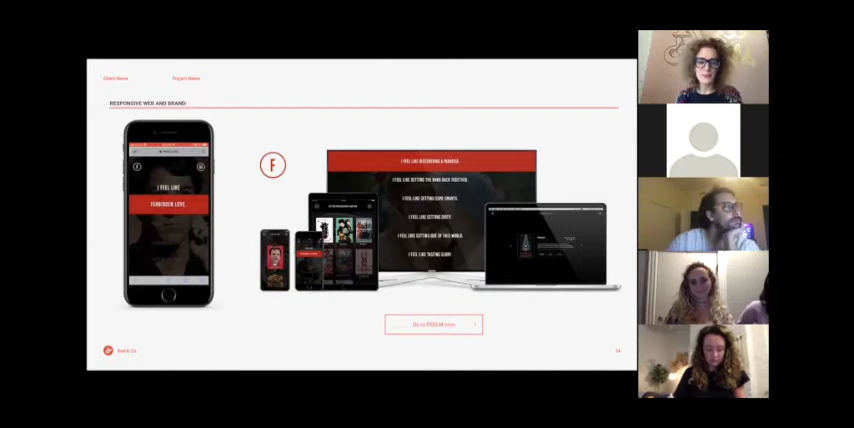 Client Name
Project Name
RESPONSIVE WEB AND BRAND:
F
I FEEL LIKE
FORBIDDEN LOVE.
F
I FEEL LIKE DISCOVERING A PARADISE.
I FEEL LIKE GETTING THE BAND BACK TOGETHER.
I FEEL LIKE GETTING SOME SMARTS.
I FEEL LIKE GETTING DIRTY.
I FEEL LIKE GETTING OUT OF THIS WORLD.
I FEEL LIKE TASTING GLORY.
Go to FEELM.com
Red & Co.
34